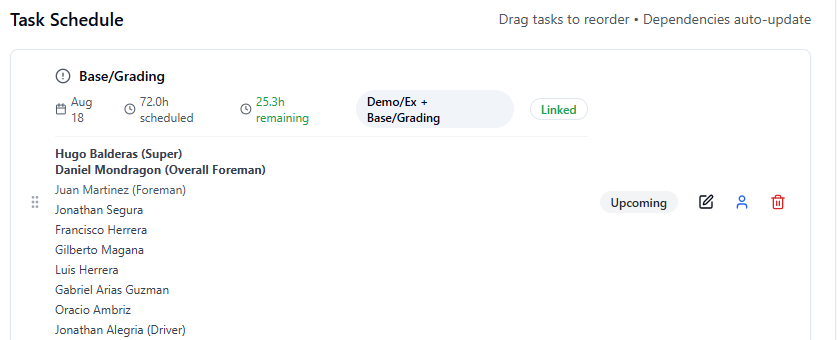 Task Schedule
Drag tasks to reorder • Dependencies auto-update
Base/Grading
Aug
18
72.0h
scheduled
25.3h
remaining
Demo/Ex +
Base/Grading
Linked
Hugo Balderas (Super)
Daniel Mondragon (Overall Foreman)
Juan Martinez (Foreman)
Jonathan Segura
Francisco Herrera
Gilberto Magana
Luis Herrera
Gabriel Arias Guzman
Oracio Ambriz
Jonathan Alegria (Driver)
Upcoming